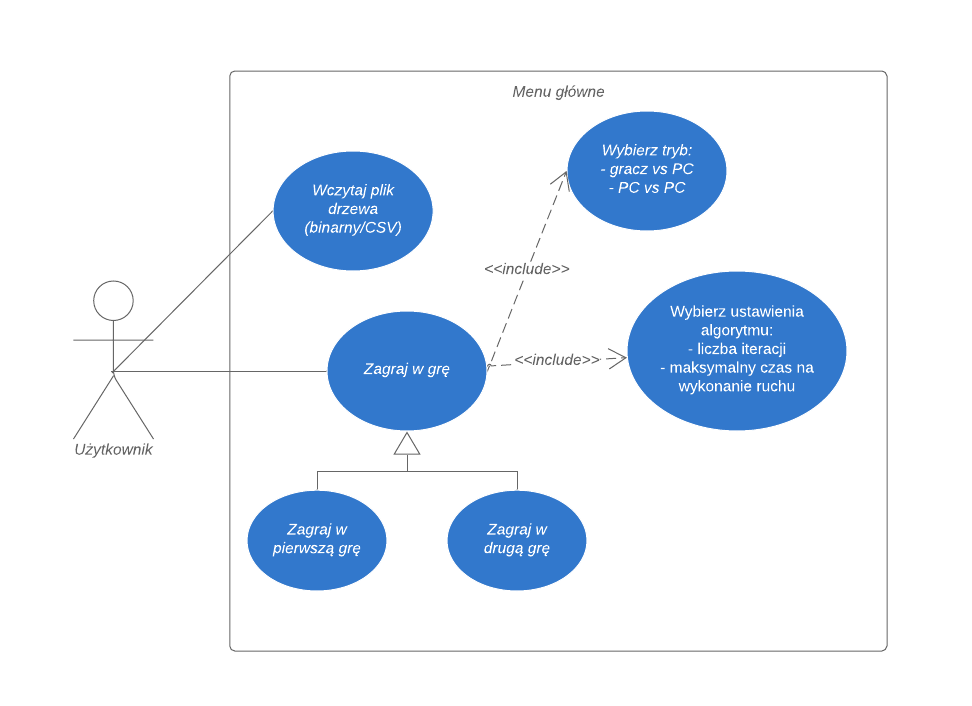 Menu główne
Wybierz tryb:
- gracz vs PC
- PC vs PC
Wczytaj plik
drzewa
(binarny/CSV)
<<include>>
Wybierz ustawienia
algorytmu:
- liczba iteracji
- maksymalny czas na
wykonanie ruchu
<<include>>
Zagraj w grę
Użytkownik
Zagraj w
pierwszą grę
Zagraj w
drugą grę